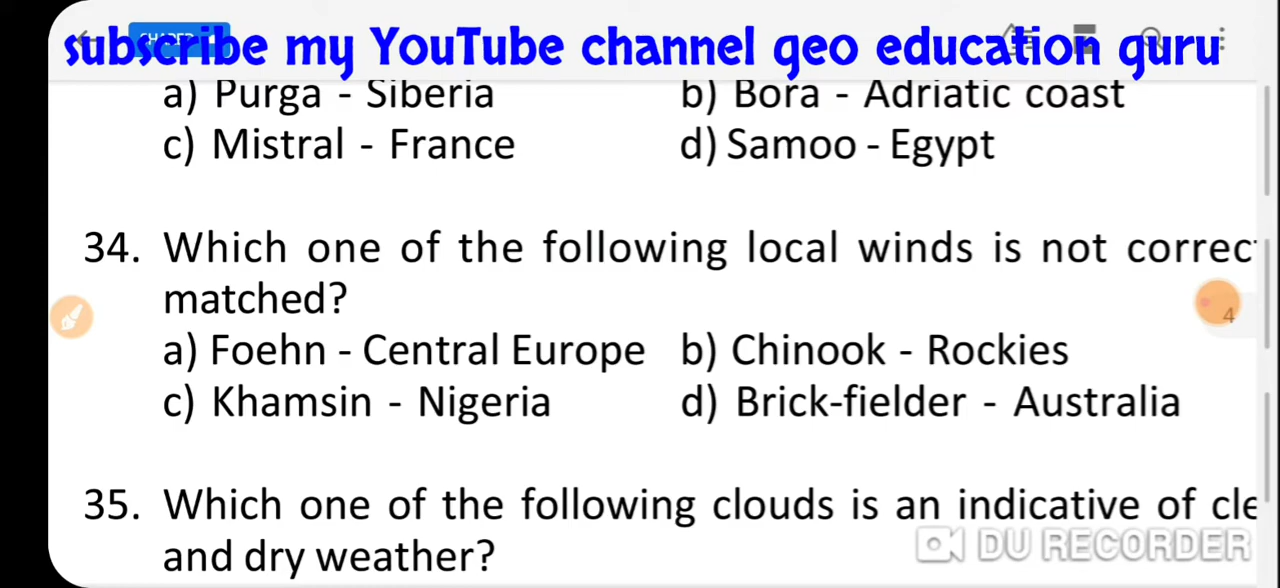 subscribe my YouTube channel geo education guru
a) Purga - Siberia b) Bora - Adriatic coast
c) Mistral - France d) Samoo - Egypt
34. Which one of the following local winds is not correc
matched?
4
a) Foehn - Central Europe b) Chinook - Rockies
c) Khamsin - Nigeria d) Brick-fielder - Australia
35. Which one of the following clouds is an indicative of cle
and dry weather?
DU RECORDER